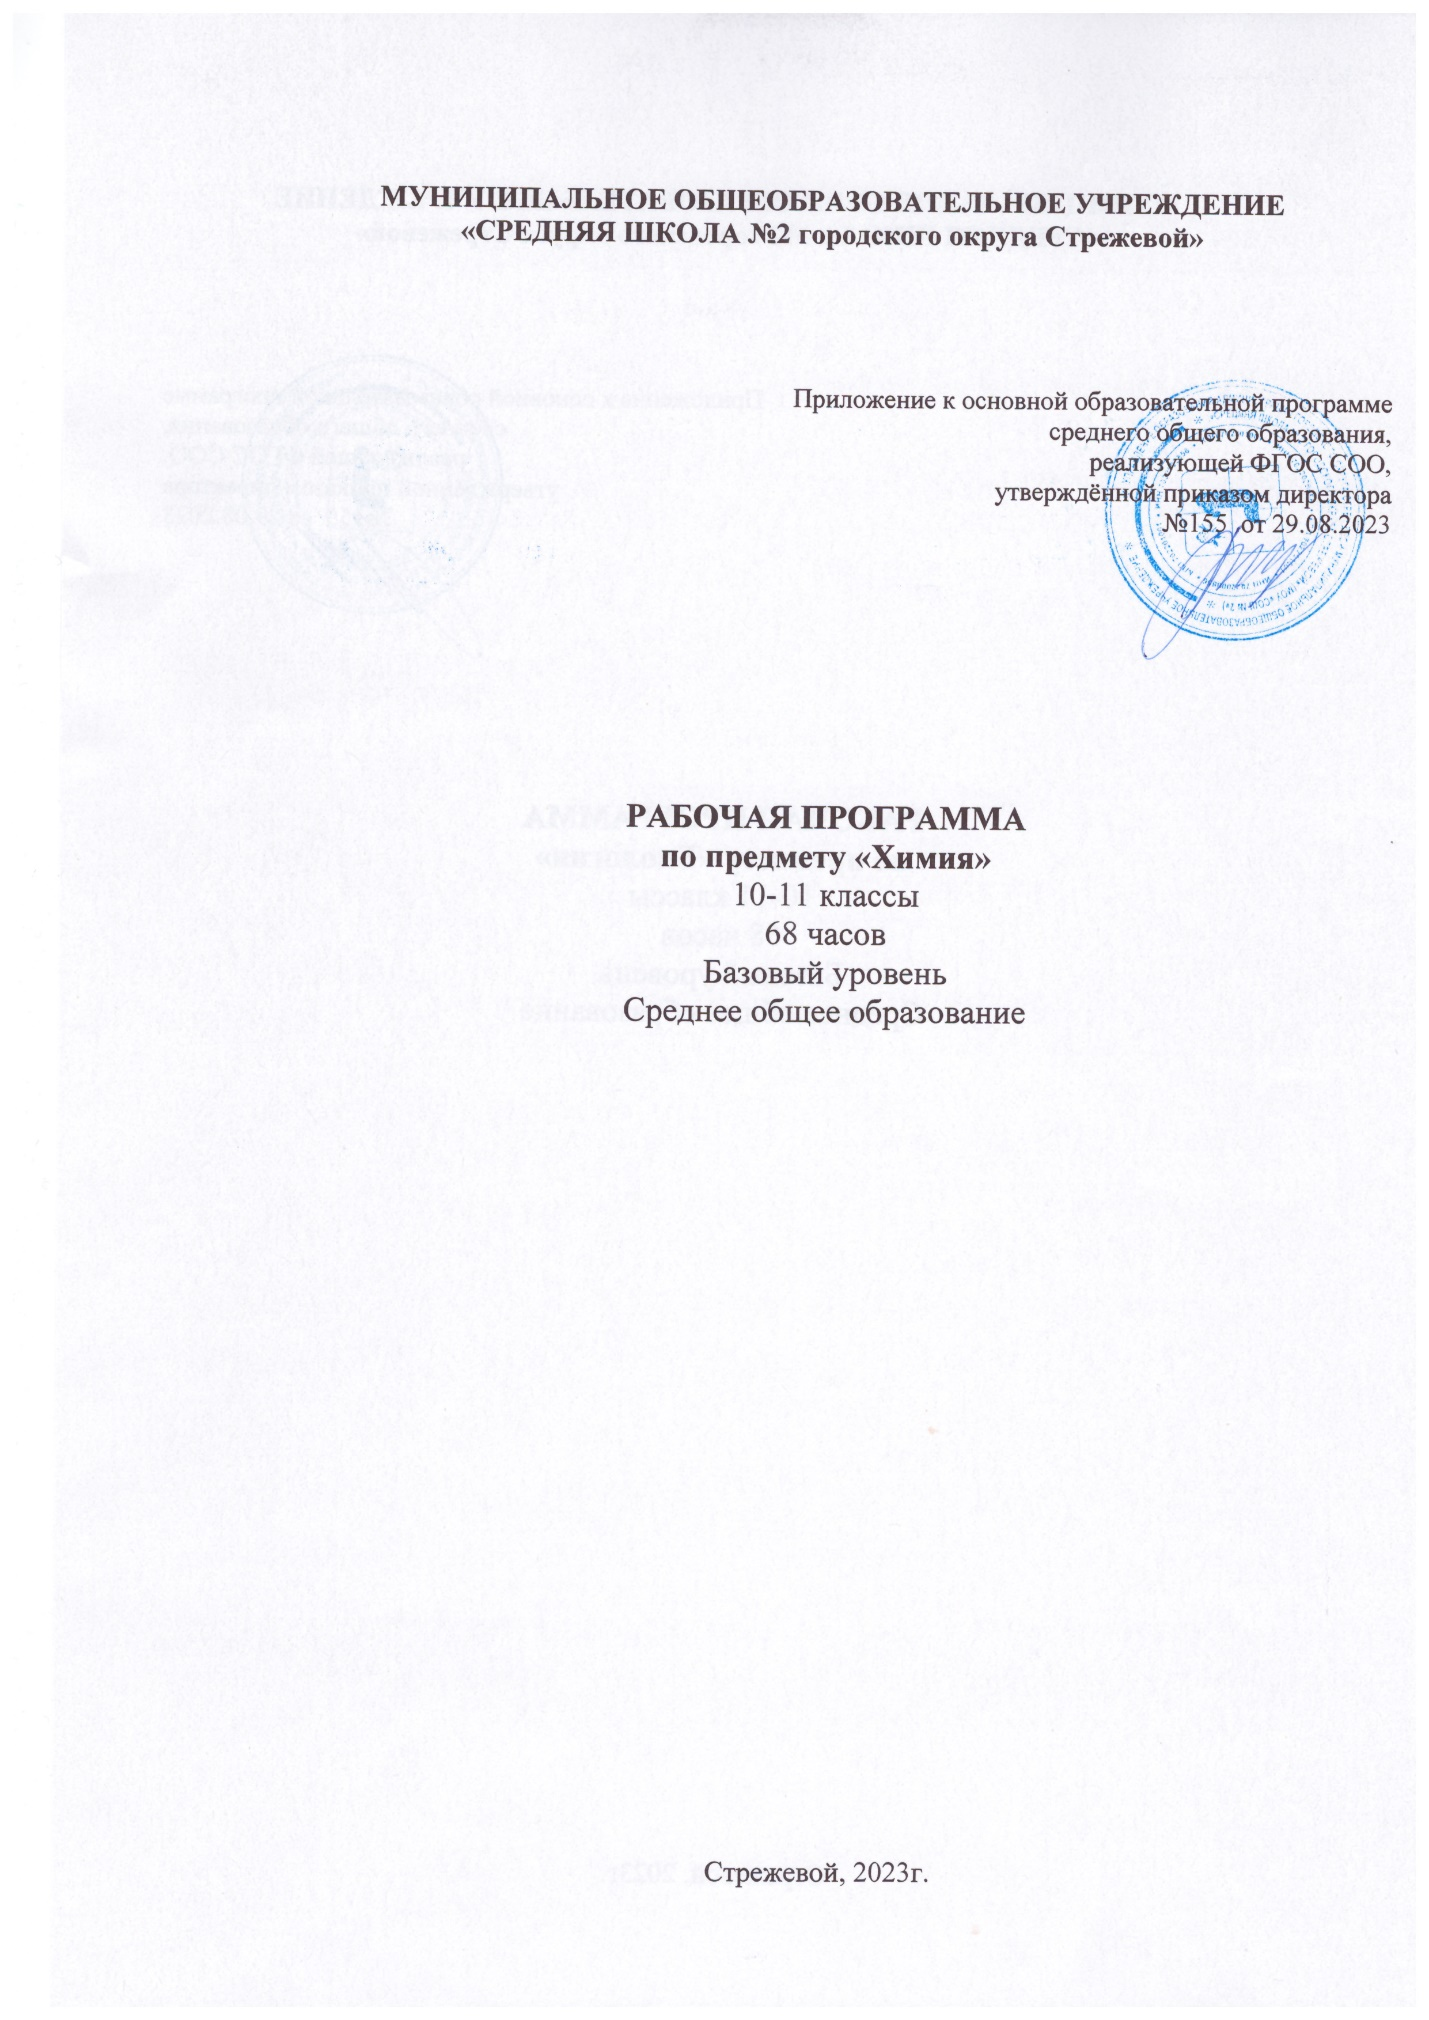 МУНИЦИПАЛЬНОЕ ОБЩЕОБРАЗОВАТЕЛЬНОЕ УЧРЕЖДЕНИЕ
«СРЕДНЯЯ ШКОЛА №2 городского округа Стрежевой»
Приложение к основной образовательной программе
среднего общего образования,
реализующей ФГОС СОО,
утверждённой приказом директора
№155 от 29.08.2023
РАБОЧАЯ ПРОГРАММА
по предмету «Химия»
10-11 классы
68 часов
Базовый уровень
Среднее общее образование
Стрежевой, 2023г.